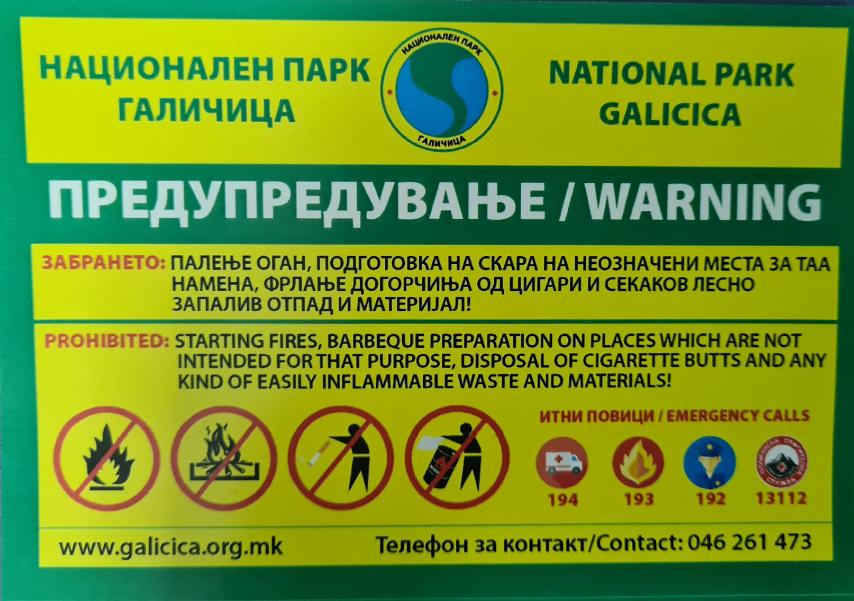 НАЦИОНАЛЕН ПАРК
ГАЛИЧИЦА
НАЦИОНАЛЕН ПАРК
ГАЛИЧИЦА
NATIONAL PARK
GALICICA
ПРЕДУПРЕДУВАЊЕ / WARNING
ЗАБРАНЕТО: ПАЛЕЊЕ ОГАН, ПОДГОТОВКА НА СКАРА НА НЕОЗНАЧЕНИ МЕСТА ЗА ТАА
НАМЕНА, ФРЛАЊЕ ДОГОРЧИЊА ОД ЦИГАРИ И СЕКАКОВ ЛЕСНО
ЗАПАЛИВ ОТПАД И МАТЕРИЈАЛ!
PROHIBITED: STARTING FIRES, BARBEQUE PREPARATION ON PLACES WHICH ARE NOT
INTENDED FOR THAT PURPOSE, DISPOSAL OF CIGARETTE BUTTS AND ANY
KIND OF EASILY INFLAMMABLE WASTE AND MATERIALS!
ИТНИ ПОВИЦИ / EMERGENCY CALLS
194 193 192 13112
www.galicica.org.mk
Телефон за контакт/Contact: 046 261 473